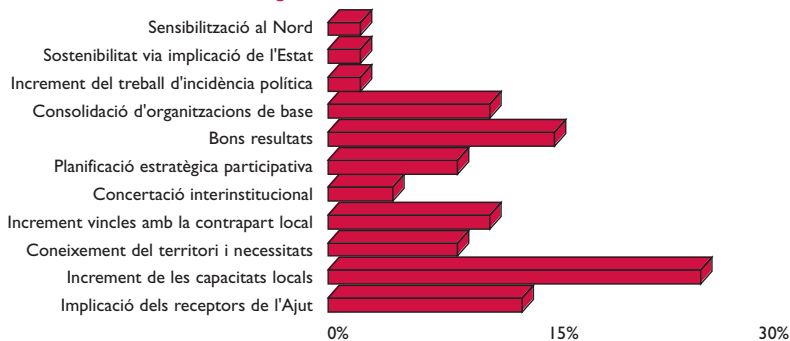 Sensibilització al Nord
Sostenibilitat via implicació de l'Estat
Increment del treball d'incidència política
Consolidació d'organitzacions de base
Bons resultats
Planificació estratègica participativa
Concertació interinstitucional
Increment vincles amb la contrapart local
Coneixement del territori i necessitats
Increment de les capacitats locals
Implicació dels receptors de l'Ajut
0% 15% 30%